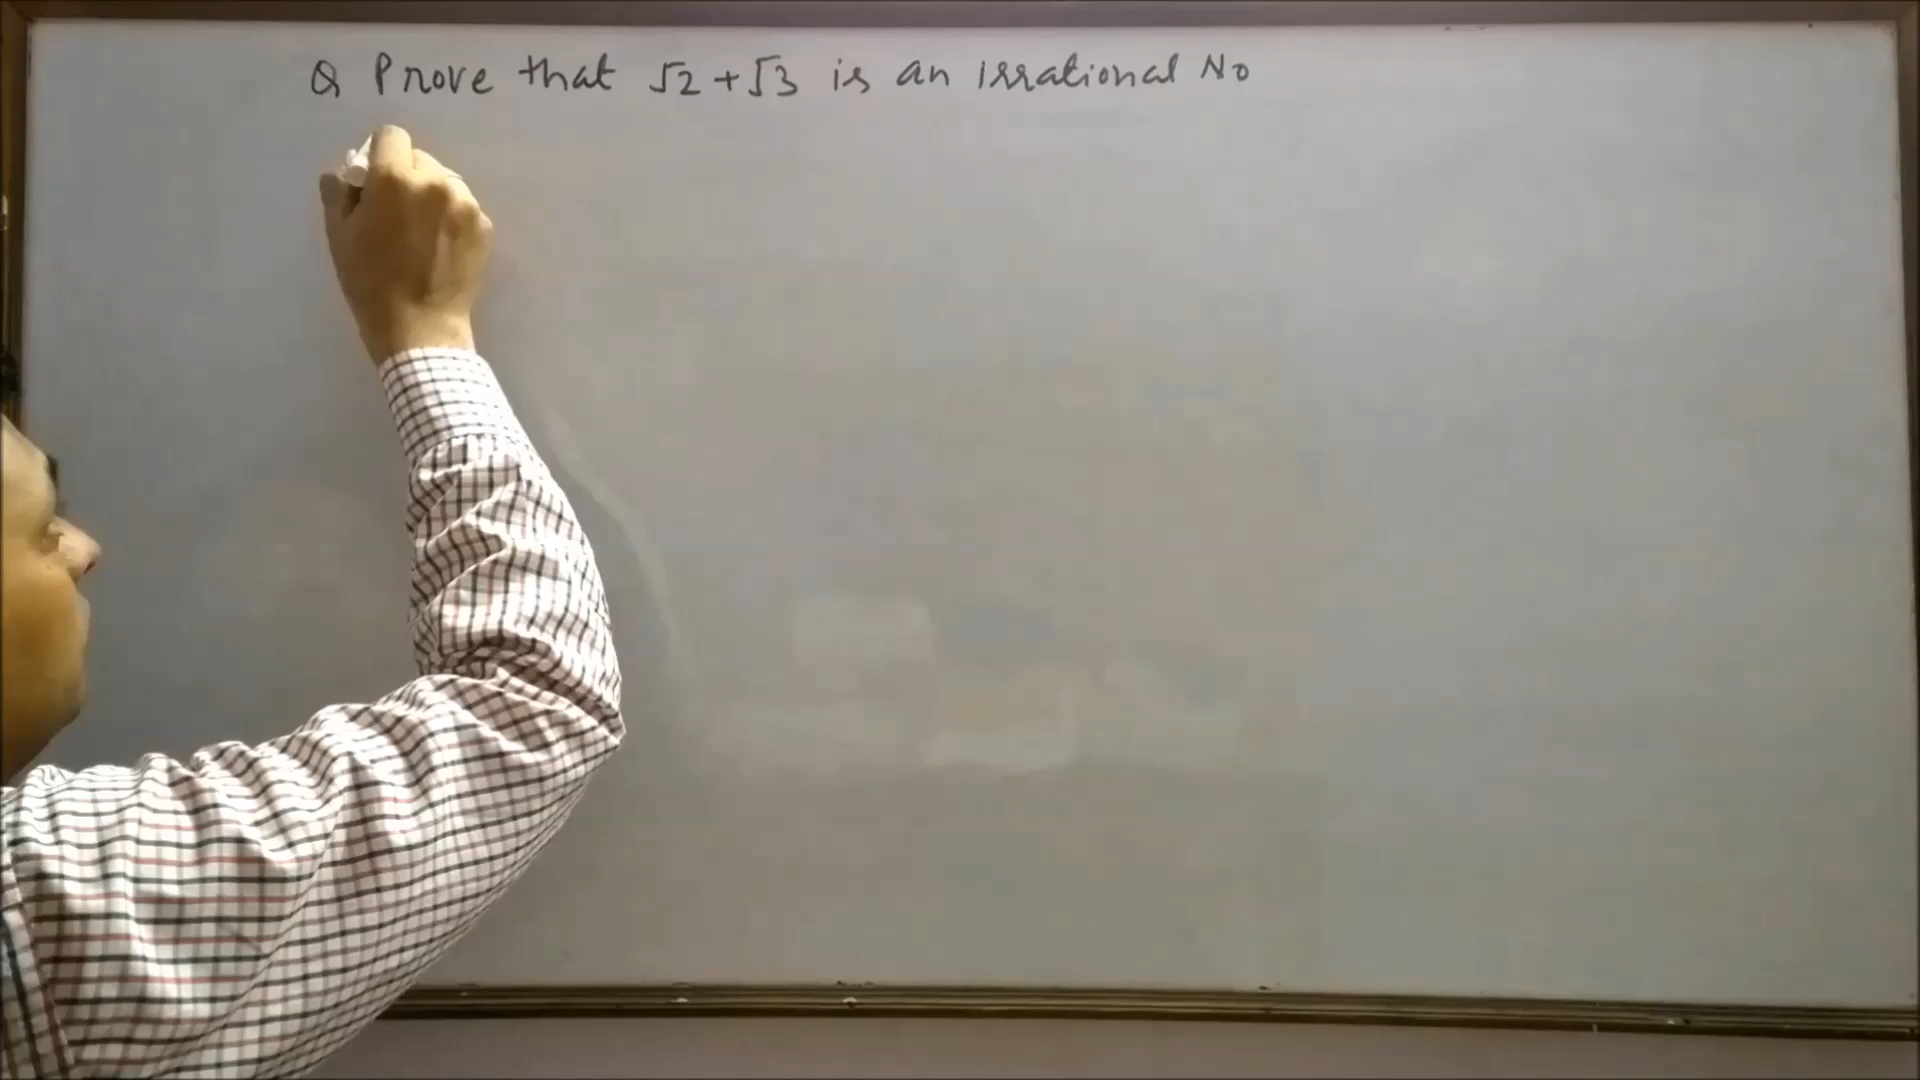 Q Prove that √2 + √3 is an irrational No